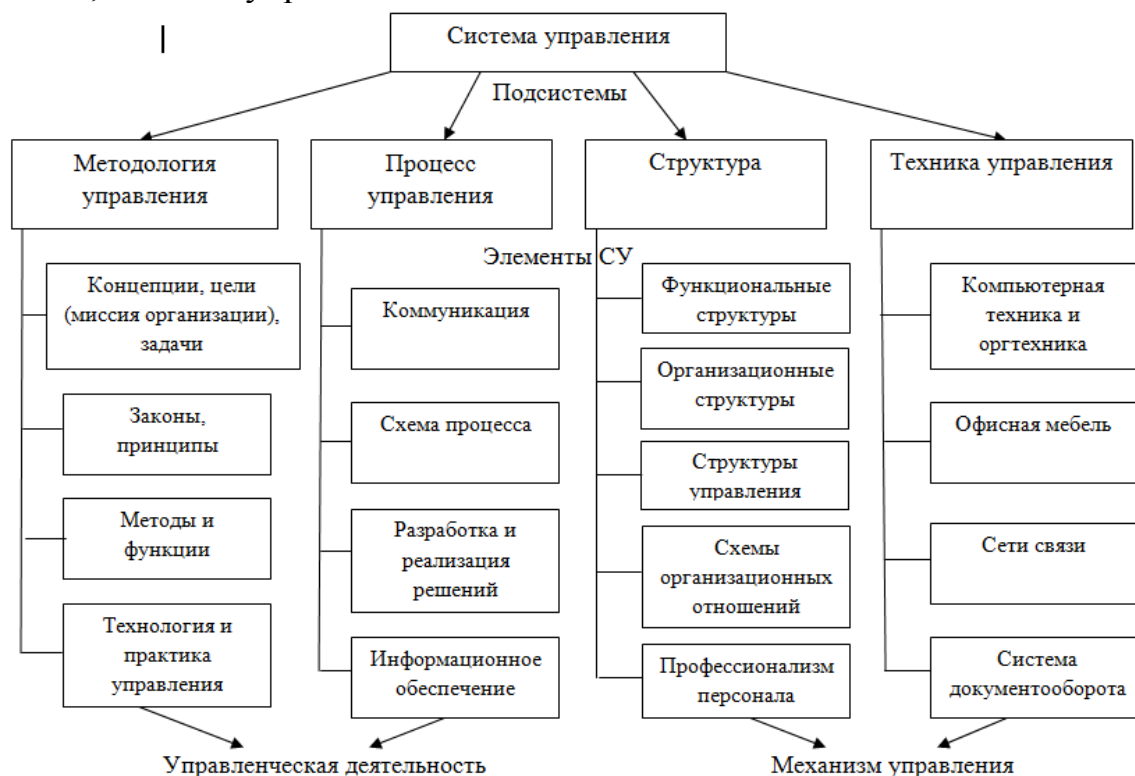 Система управления
Подсистемы
Методология
управления
Процесс
управления
Структура
Техника управления
Элементы СУ
Концепции, цели
(миссия организации),
задачи
Законы,
принципы
Методы и
функции
Технология и
практика
управления
Коммуникация
Схема процесса
Разработка и
реализация
решений
Информационное
обеспечение
Функциональные
структуры
Организационные
структуры
Структуры
управления
Схемы
организационных
отношений
Профессионализм
персонала
Компьютерная
техника и
оргтехника
Офисная мебель
Сети связи
Система
документооборота
Управленческая деятельность
Механизм управления